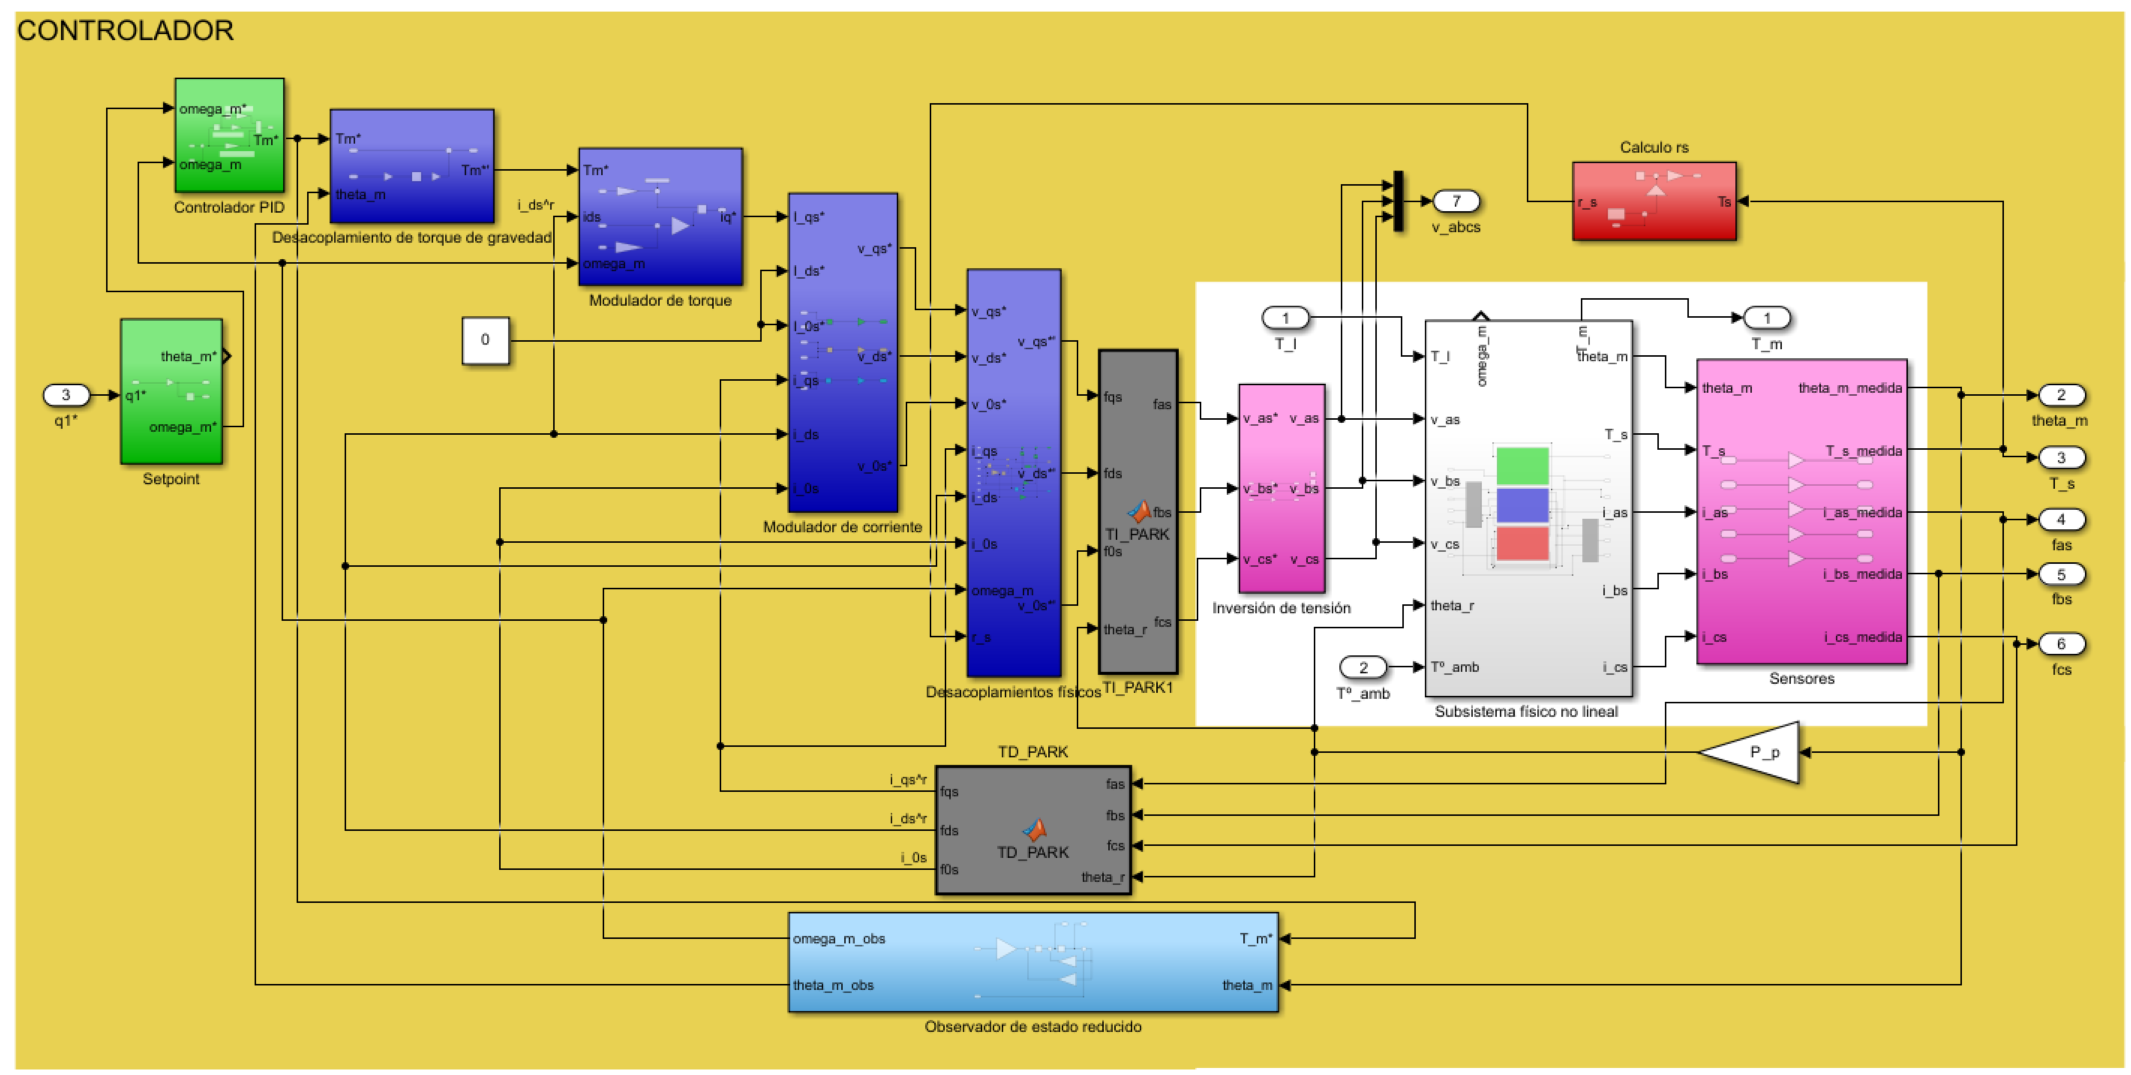 CONTROLADOR
omega_m*
Tm*
omega_m
Controlador PID
Tm*
Tm*'
theta_m
Desacoplamiento de torque de gravedad
Tm*
i_ds^r
ids
Iq*
omega_m
Modulador de torque
3
q1*
theta_m*
q1*
omega_m*
Setpoint
0
I_qs*
I_ds*
I_0s*
i_qs
i_ds
i_0s
v_qs*
v_ds*
v_0s*
Modulador de corriente
v_qs*
v_ds*
v_0s*
i_qs
i_ds
i_0s
omega_m
r_s
v_qs*'
v_ds*'
v_0s*'
Desacoplamientos físicos
fqs
fds
f0s
theta_r
fas
fbs
fcs
TI_PARK
TI_PARK1
v_as*
v_bs*
v_cs*
v_as
v_bs
v_cs
Inversión de tensión
7
v_abcs
Calculo rs
r_s
Ts
1
T_l
2
Tº_amb
T_l
v_as
v_bs
v_cs
theta_r
Tº_amb
omega_m
T_m
theta_m
T_s
i_as
i_bs
i_cs
Subsistema físico no lineal
1
T_m
theta_m
T_s
i_as
i_bs
i_cs
theta_m_medida
T_s_medida
i_as_medida
i_bs_medida
i_cs_medida
Sensores
2
theta_m
3
T_s
4
fas
5
fbs
6
fcs
P_p
TD_PARK
i_qs^r
fqs
i_ds^r
fds
i_0s
f0s
fas
fbs
fcs
theta_r
TD_PARK
omega_m_obs
theta_m_obs
T_m*
theta_m
Observador de estado reducido